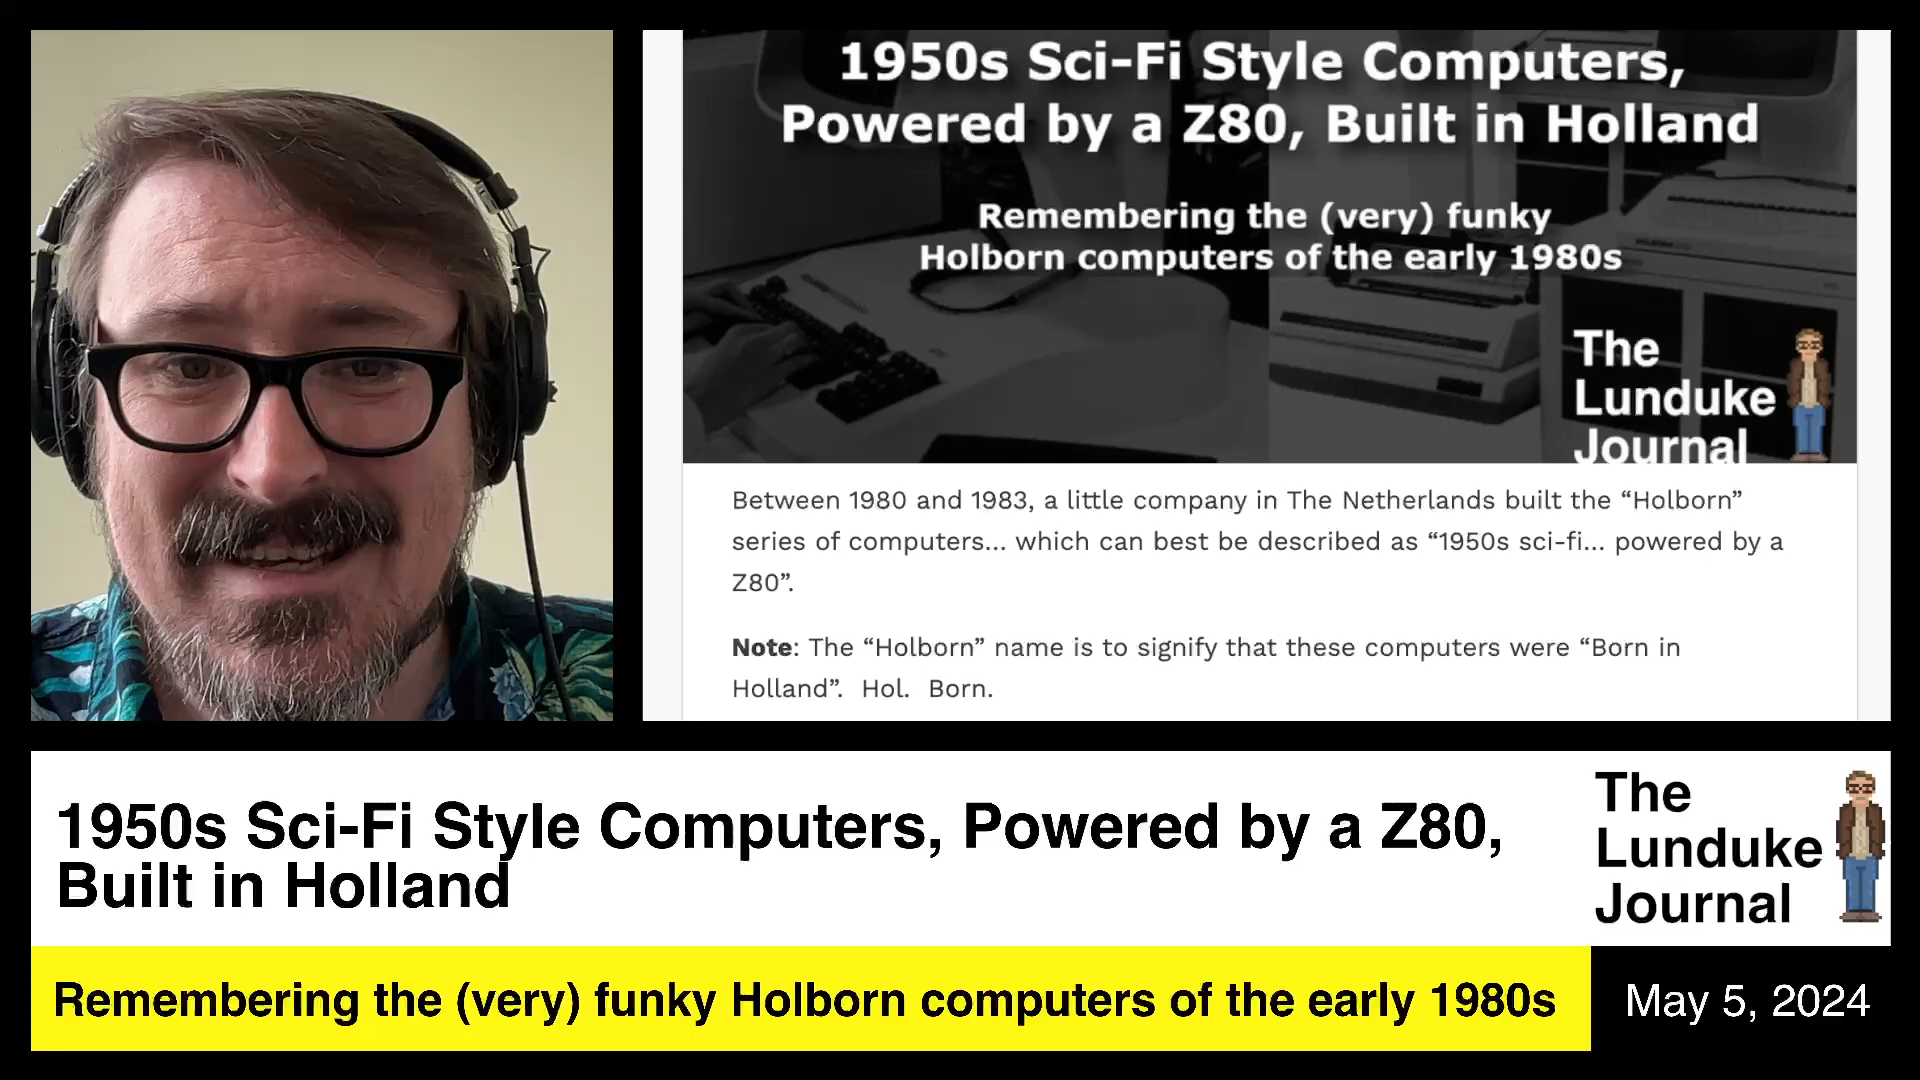 1950s Sci-Fi Style Computers,
Powered by a Z80, Built in Holland
Remembering the (very) funky
Holborn computers of the early 1980s
The
Lunduke
Journal
Between 1980 and 1983, a little company in The Netherlands built the “Holborn”
series of computers... which can best be described as “1950s sci-fi... powered by a
Z80”.
Note: The “Holborn” name is to signify that these computers were “Born in
Holland”. Hol. Born.
1950s Sci-Fi Style Computers, Powered by a Z80,
Built in Holland
The
Lunduke
Journal
Remembering the (very) funky Holborn computers of the early 1980s
May 5, 2024